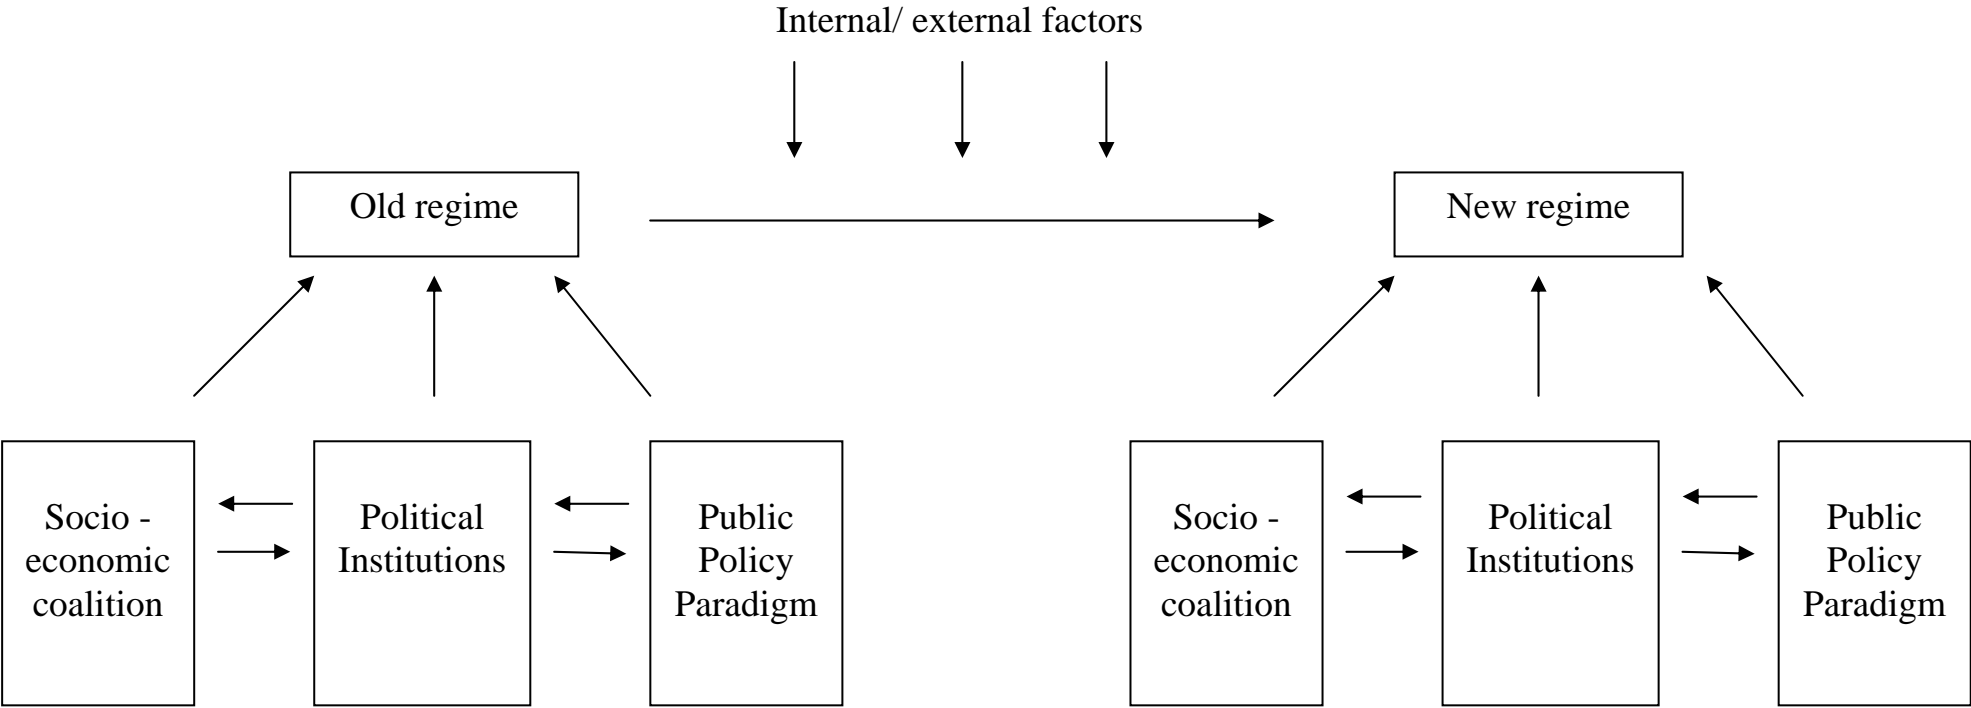 Internal/ external factors
Old regime
New regime
Socio -
economic
coalition
Political
Institutions
Public
Policy
Paradigm
Socio -
economic
coalition
Political
Institutions
Public
Policy
Paradigm